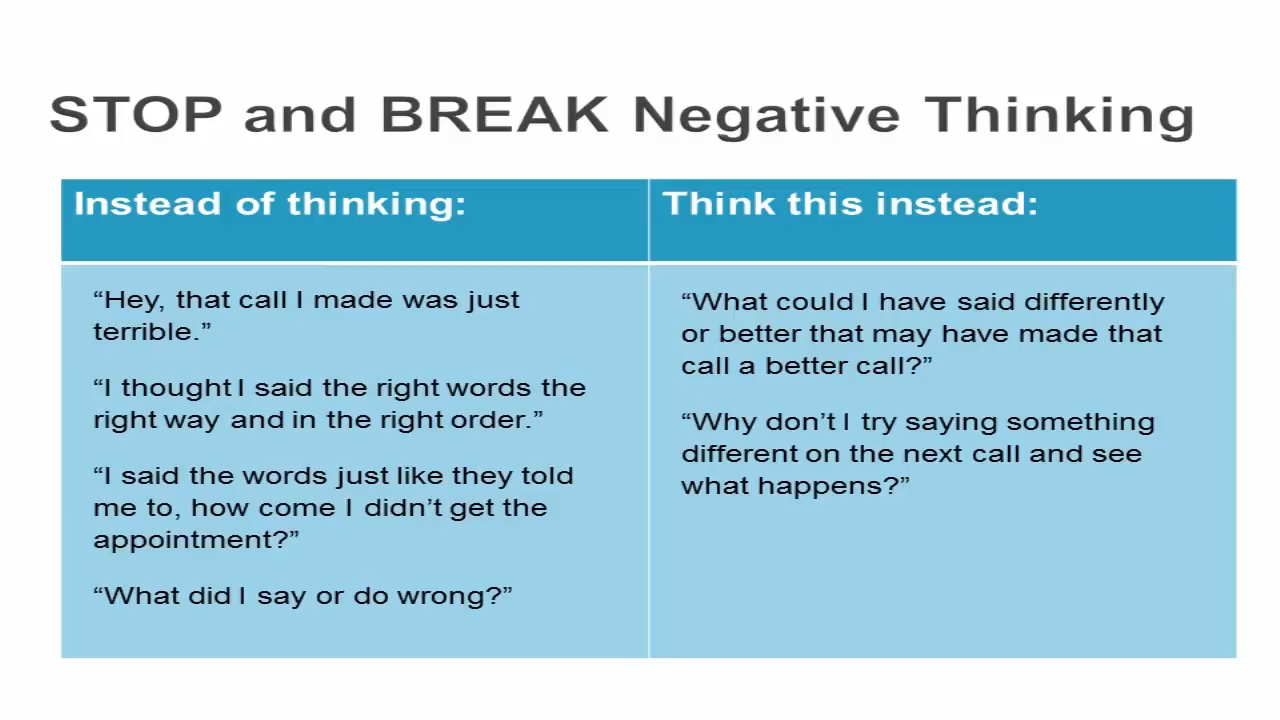 STOP and BREAK Negative Thinking
Instead of thinking:
“Hey, that call I made was just
terrible.”
“I thought I said the right words the
right way and in the right order.”
“I said the words just like they told
me to, how come I didn’t get the
appointment?”
“What did I say or do wrong?”
Think this instead:
“What could I have said differently
or better that may have made that
call a better call?”
“Why don’t I try saying something
different on the next call and see
what happens?”